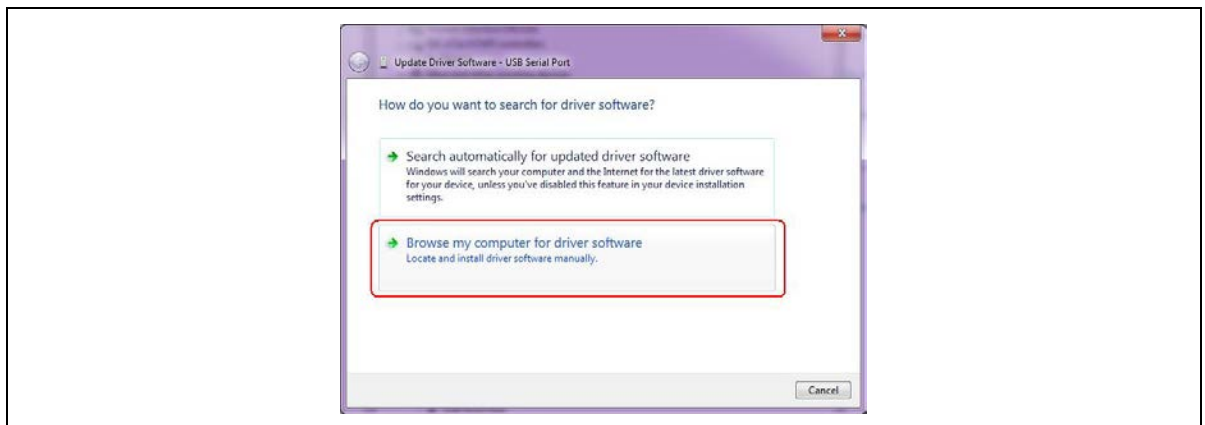 Update Driver Software - USB Serial Port
How do you want to search for driver software?
Search automatically for updated driver software
Windows will search your computer and the Internet for the latest driver software
for your device, unless you've disabled this feature in your device installation
settings.
Browse my computer for driver software
Locate and install driver software manually.
Cancel